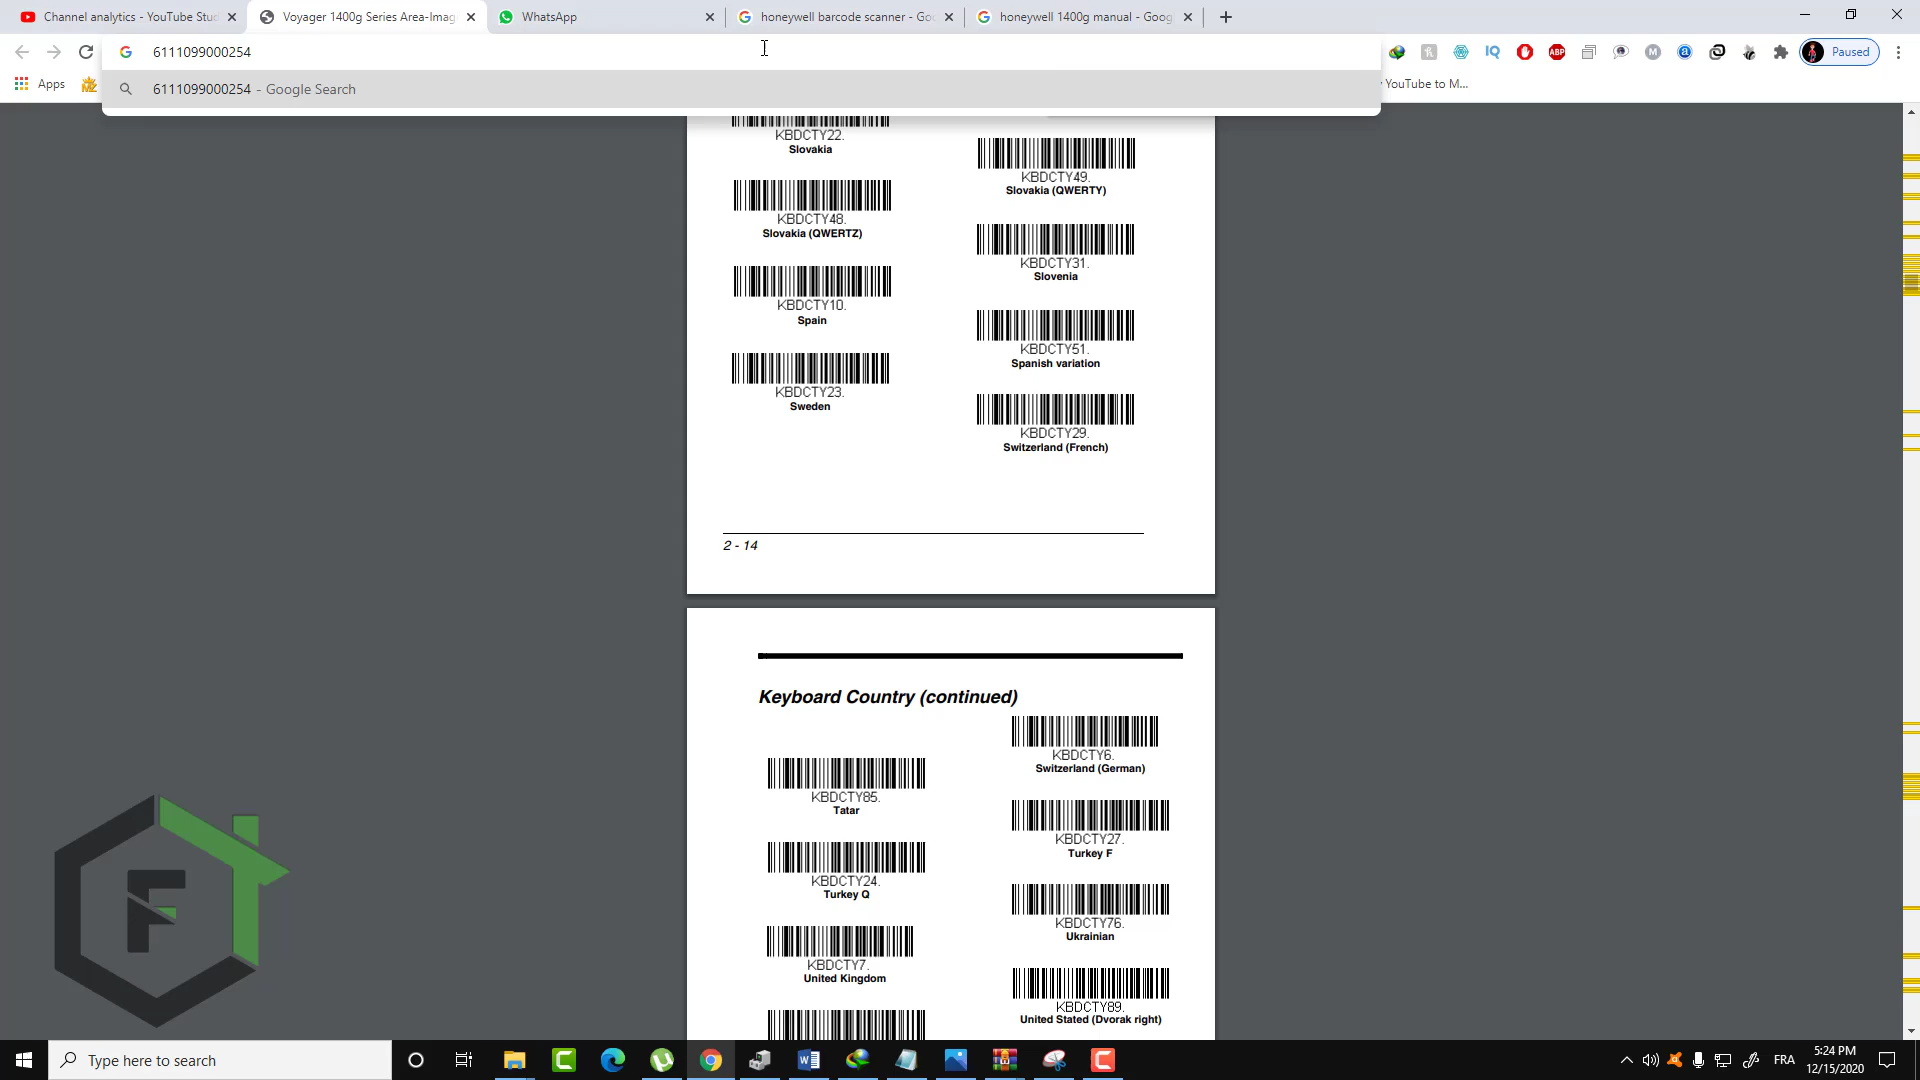 Channel analytics - YouTube Stu
Voyager 1400g Series Area-Imag
WhatsApp
honeywell barcode scanner - Go
honeywell 1400g manual - Goog
6111099000254
IQ
ABP
M
a
Paused
Apps
6111099000254 - Google Search
YouTube to M...
KBDCTY22.
Slovakia
KBDCTY49.
Slovakia (QWERTY)
KBDCTY48.
Slovakia (QWERTZ)
KBDCTY31.
Slovenia
KBDCTY10.
Spain
KBDCTY51.
Spanish variation
KBDCTY23.
Sweden
KBDCTY29.
Switzerland (French)
2 - 14
Keyboard Country (continued)
KBDCTY6.
Switzerland (German)
KBDCTY85.
Tatar
KBDCTY27.
Turkey F
KBDCTY24.
Turkey Q
KBDCTY76.
Ukrainian
KBDCTY7.
United Kingdom
KBDCTY89.
United Stated (Dvorak right)
F
Type here to search
FRA
5:24 PM
12/15/2020